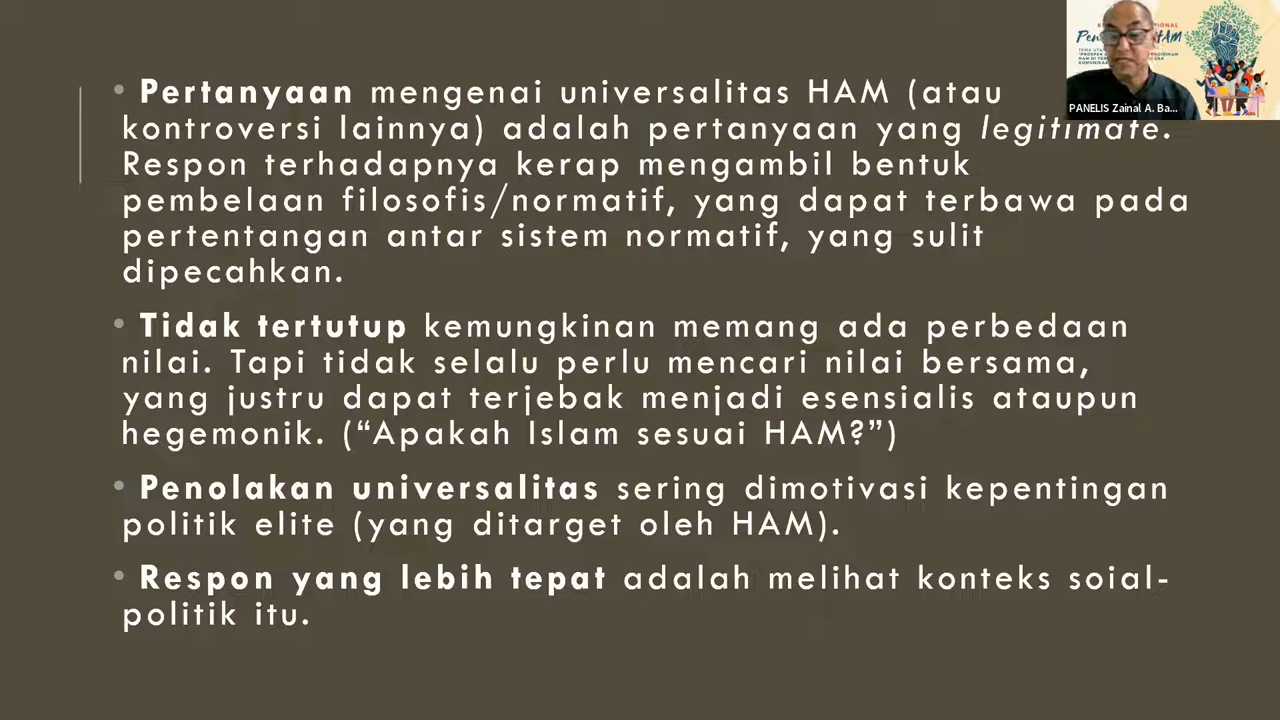 • Pertanyaan mengenai universalitas HAM (atau
kontroversi lainnya) adalah pertanyaan yang legitimate.
Respon terhadapnya kerap mengambil bentuk
pembelaan filosofis/normatif, yang dapat terbawa pada
pertentangan antar sistem normatif, yang sulit
dipecahkan.
• Tidak tertutup kemungkinan memang ada perbedaan
nilai. Tapi tidak selalu perlu mencari nilai bersama,
yang justru dapat terjebak menjadi esensialis ataupun
hegemonik. (“Apakah Islam sesuai HAM?”)
• Penolakan universalitas sering dimotivasi kepentingan
politik elite (yang ditarget oleh HAM).
• Respon yang lebih tepat adalah melihat konteks soial-
politik itu.
PANELIS Zainal A. Ba...